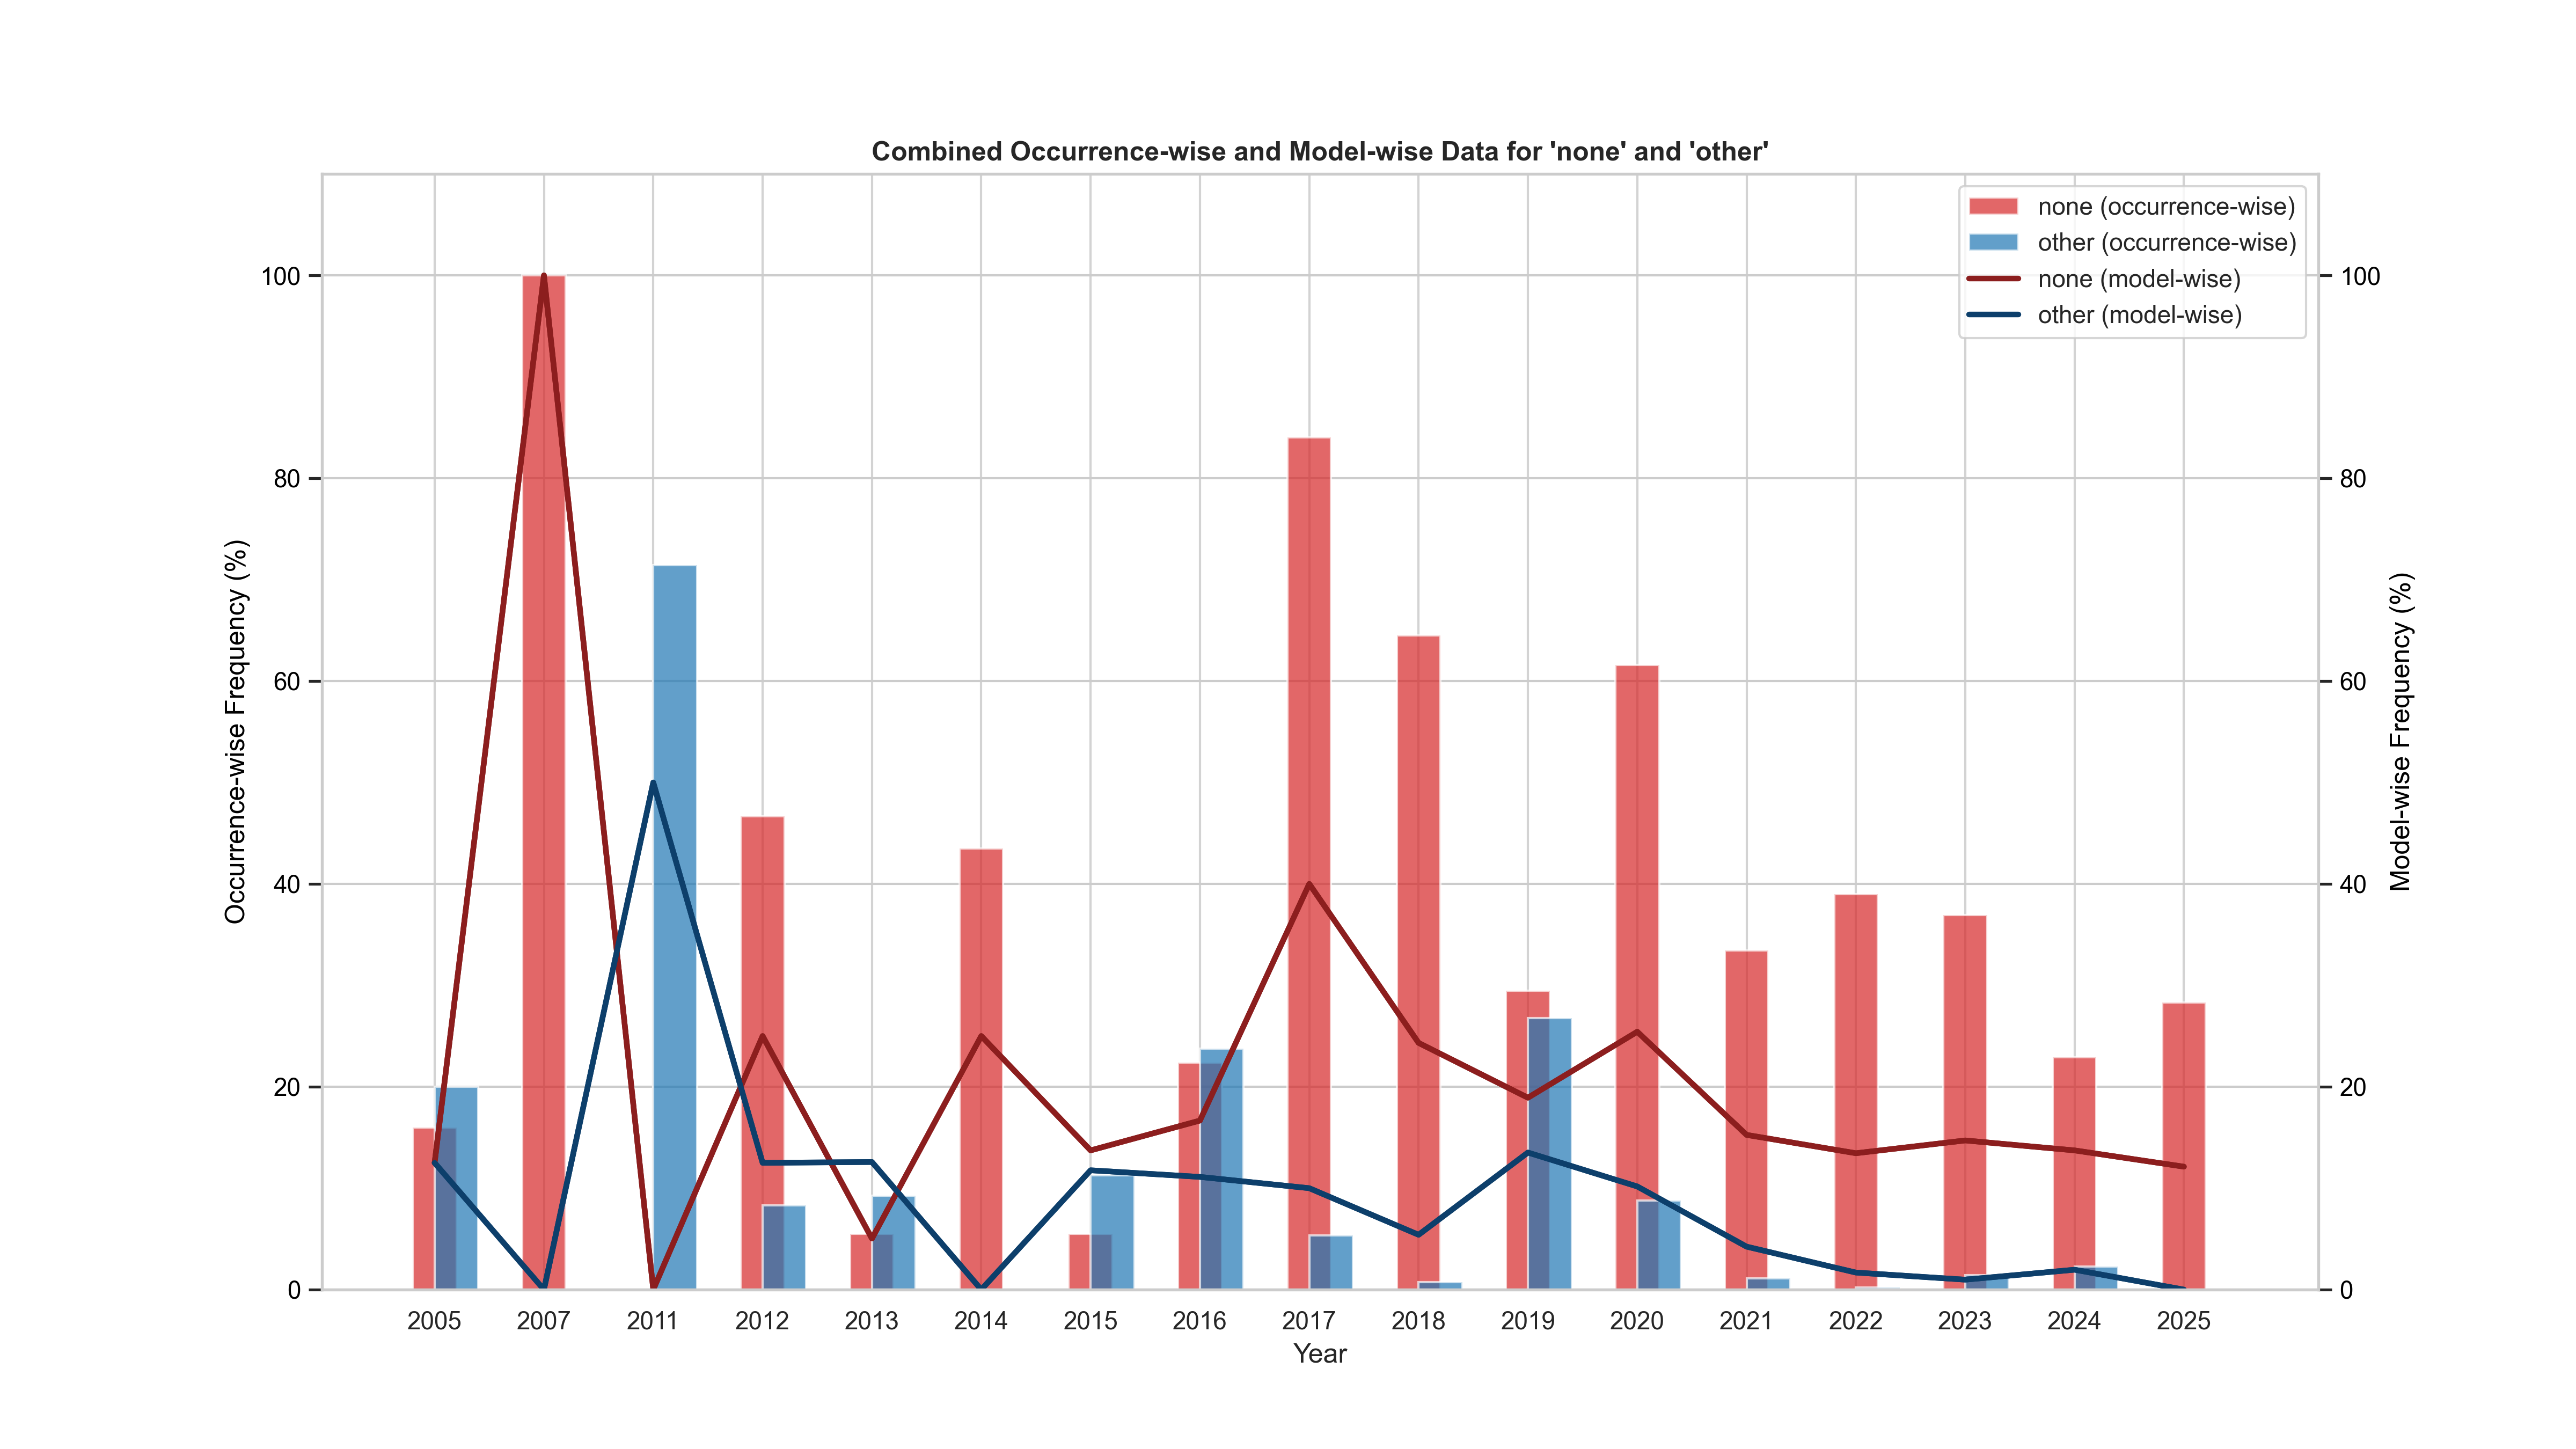 Combined Occurrence-wise and Model-wise Data for 'none' and 'other'
none (occurrence-wise)
other (occurrence-wise)
none (model-wise)
other (model-wise)
Occurrence-wise Frequency (%)
100
80
60
40
20
0
Model-wise Frequency (%)
100
80
60
40
20
0
2005 2007 2011 2012 2013 2014 2015 2016 2017 2018 2019 2020 2021 2022 2023 2024 2025
Year